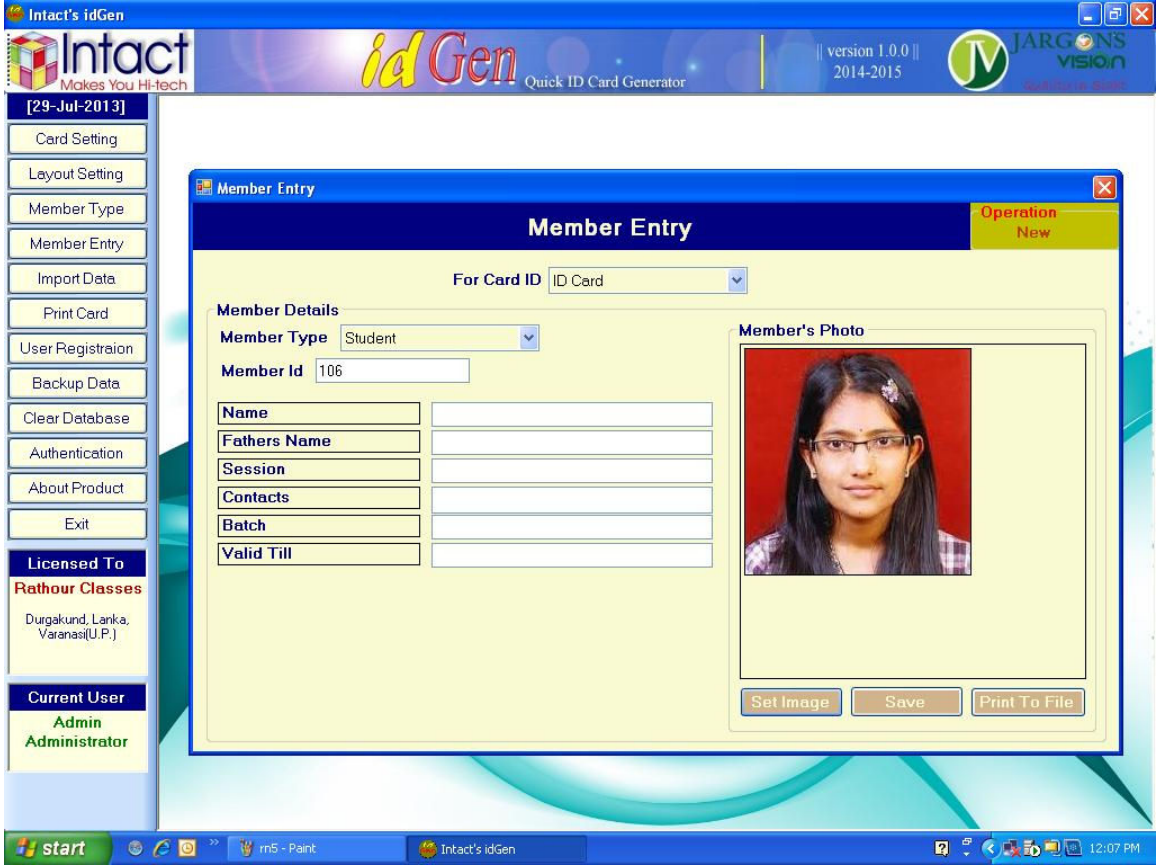 Intact's idGen
Intact
Makes You Hi-tech
id Gen Quick ID Card Generator
|| version 1.0.0 ||
2014-2015
JV
JARGONS
VISION
[29-Jul-2013]
Card Setting
Layout Setting
Member Type
Member Entry
Import Data
Print Card
User Registraion
Backup Data
Clear Database
Authentication
About Product
Exit
Licensed To
Rathour Classes
Durgakund, Lanka,
Varanasi(U.P.)
Current User
Admin
Administrator
Member Entry
Member Entry
Operation
New
For Card ID ID Card
Member Details
Member Type Student
Member Id 106
Name
Fathers Name
Session
Contacts
Batch
Valid Till
Member's Photo
Set Image Save Print To File
start rn5 - Paint Intact's idGen 12:07 PM